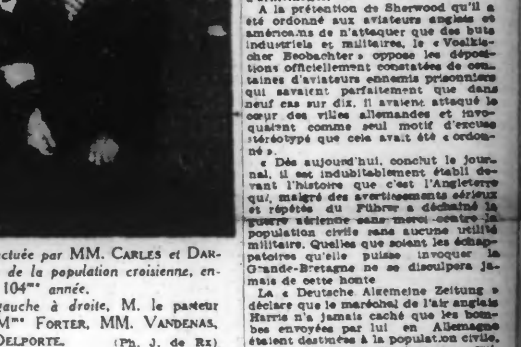 A la prétention de Sherwood qu'il a
été ordonné aux aviateurs anglais et
américains de n'attaquer que des buts
industriels et militaires, le « Voelkis-
cher Beobachter » oppose les déposi-
tions officiellement constatées de cen-
taines d'aviateurs ennemis prisonniers
qui savaient parfaitement que dans
neuf cas sur dix, il avaient attaqué le
cœur des villes allemandes et invo-
quaient comme seul motif d'excuse
stéréotypé que cela avait été « ordon-
né ».
« Dès aujourd'hui, conclut le jour-
nal, il est indubitablement établi de-
vant l'histoire que c'est l'Angleterre
qui, malgré des avertissements sérieux
et répétés du Führer a déchaîné la
guerre aérienne sans merci contre la
population civile sans aucune utilité
militaire. Quelles que soient les échap-
patoires qu'elle puisse invoquer la
Grande-Bretagne ne se disculpera ja-
mais de cette honte
La « Deutsche Algemeine Zeitung »
déclare que le maréchal de l'air anglais
Harris n'a jamais caché que les bom-
bes envoyées par lui en Allemagne
étaient destinées à la population civile.
ctuée par MM. CARLES et DAR-
de la population croisienne, en-
104me année.
gauche à droite, M. le pasteur
Mme FORTER, MM. VANDENAS,
DELPORTE. (Ph. J. de Rx)